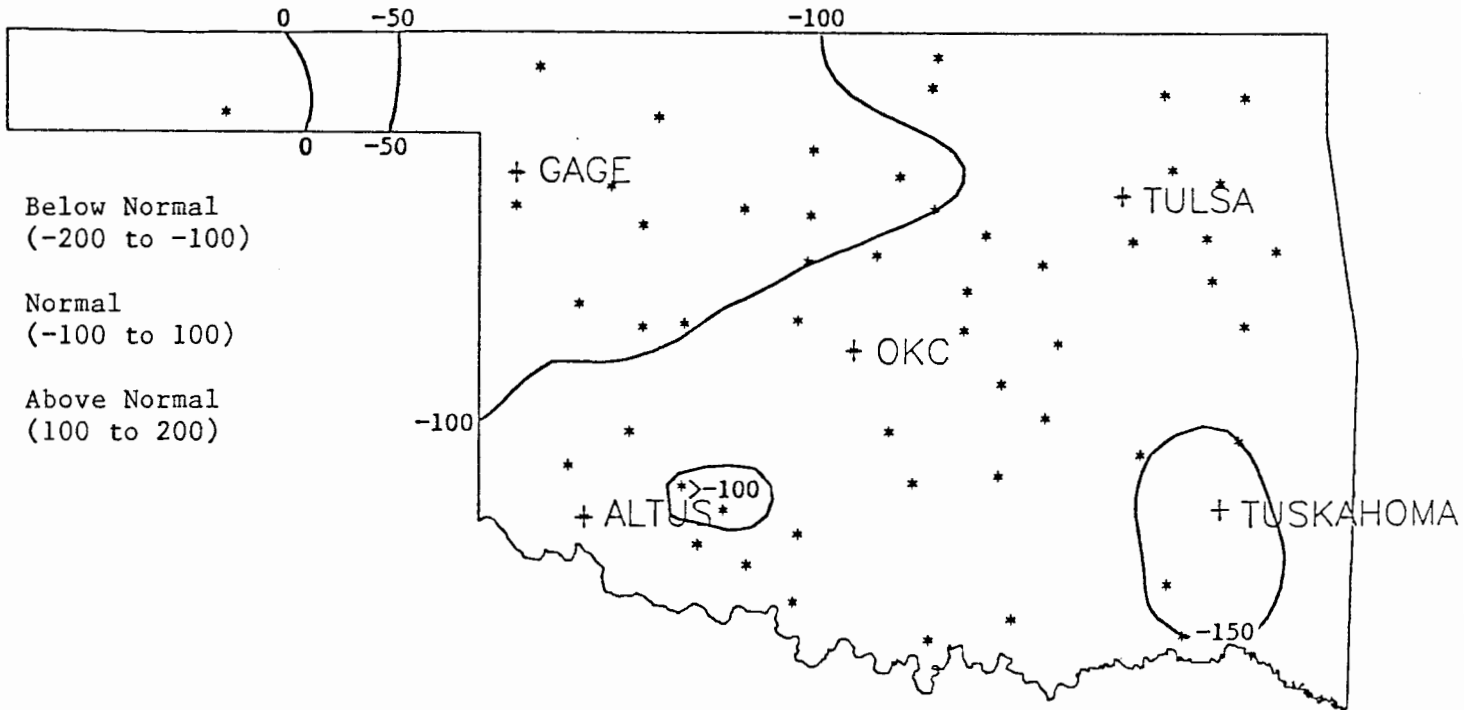 0 -50 -100
0 -50
GAGE
TULSA
Below Normal
(-200 to -100)
Normal
(-100 to 100)
OKC
Above Normal
(100 to 200)
-100
>-100
ALTUS
TUSKAHOMA
-150